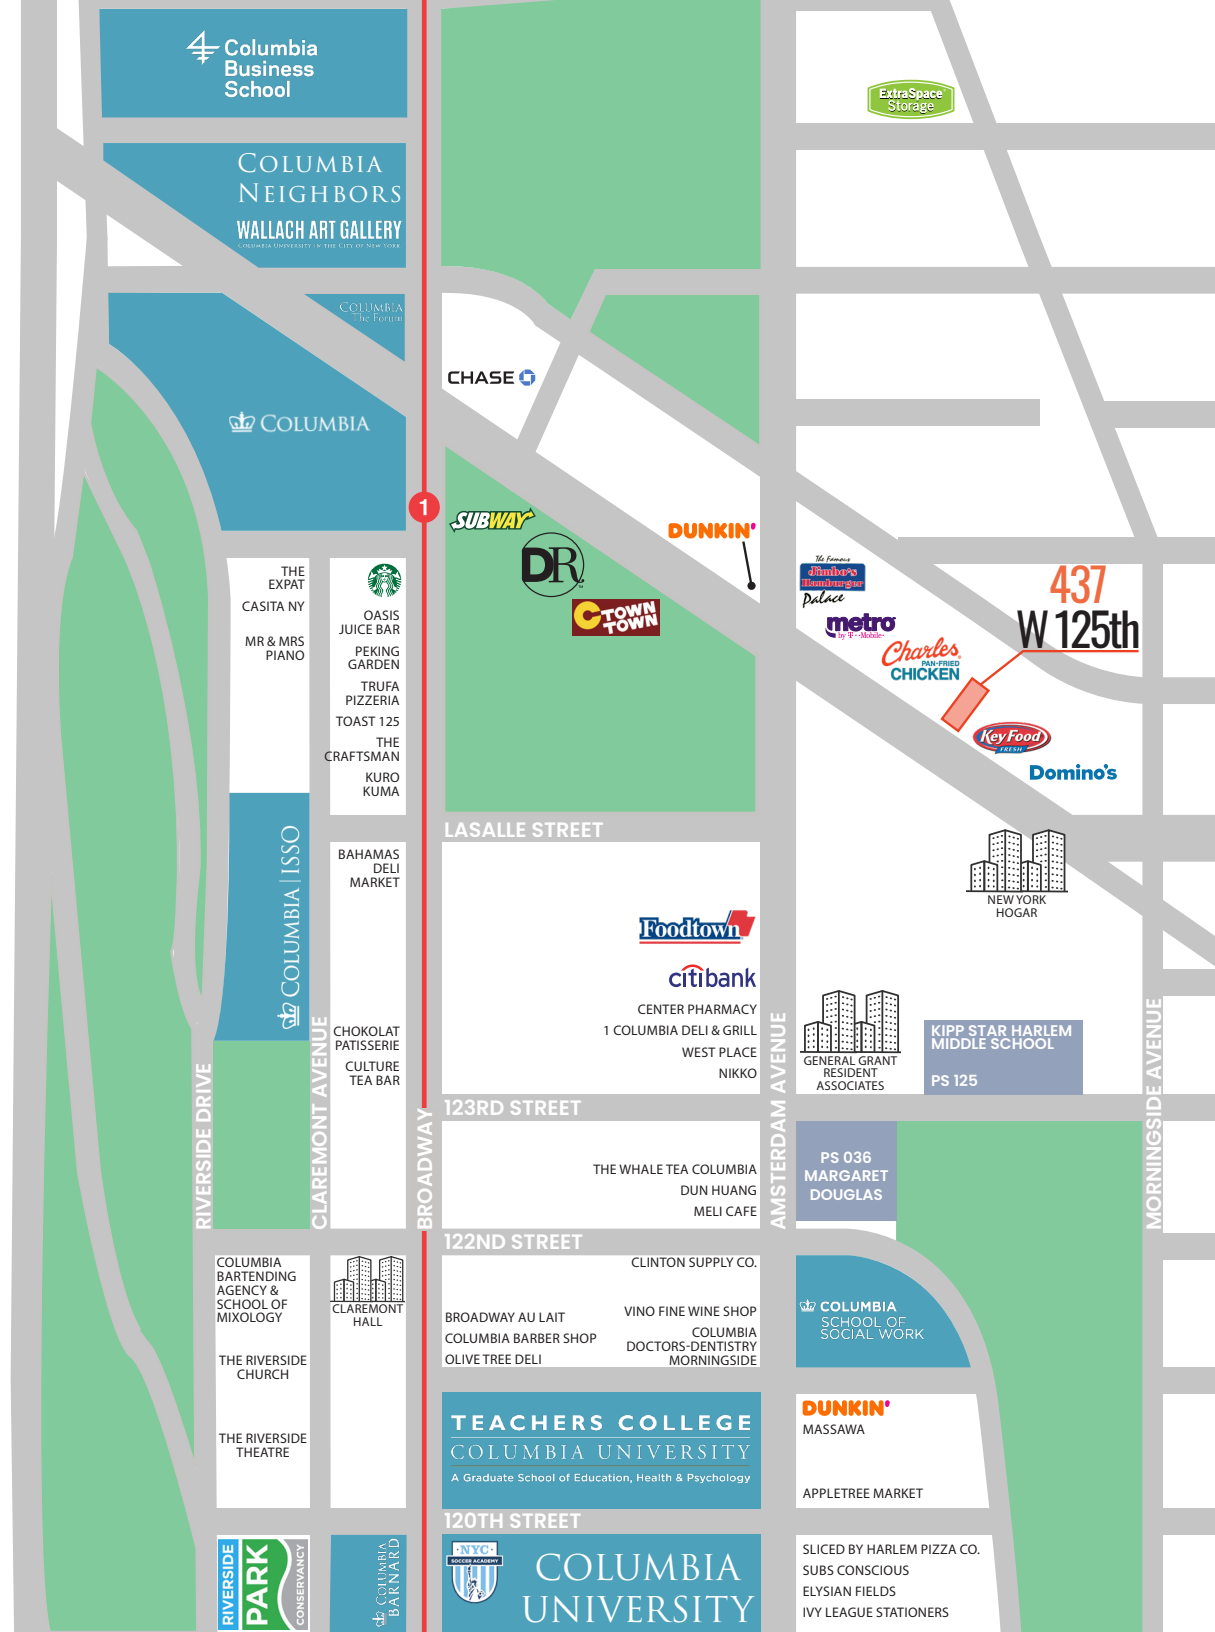 Columbia
Business
School
ExtraSpace
Storage
COLUMBIA
NEIGHBORS
WALLACH ART GALLERY
COLUMBIA UNIVERSITY IN THE CITY OF NEW YORK
COLUMBIA
The Forum
CHASE
COLUMBIA
1
SUBWAY
DR
C TOWN
TOWN
DUNKIN'
The Famous
Jimbo's
Hamburger
Palace
metro
by T-Mobile
Charles
PAN-FRIED
CHICKEN
437
W 125th
Key Food
FRESH
Domino's
THE
EXPAT
CASITA NY
MR & MRS
PIANO
OASIS
JUICE BAR
PEKING
GARDEN
TRUFA
PIZZERIA
TOAST 125
THE
CRAFTSMAN
KURO
KUMA
LASALLE STREET
COLUMBIA | ISSO
BAHAMAS
DELI
MARKET
NEW YORK
HOGAR
Foodtown
citibank
CENTER PHARMACY
1 COLUMBIA DELI & GRILL
WEST PLACE
NIKKO
CHOKOLAT
PATISSERIE
CULTURE
TEA BAR
GENERAL GRANT
RESIDENT
ASSOCIATES
KIPP STAR HARLEM
MIDDLE SCHOOL
PS 125
RIVERSIDE DRIVE
CLAREMONT AVENUE
BROADWAY
AMSTERDAM AVENUE
MORNINGSIDE AVENUE
123RD STREET
THE WHALE TEA COLUMBIA
DUN HUANG
MELI CAFE
PS 036
MARGARET
DOUGLAS
122ND STREET
COLUMBIA
BARTENDING
AGENCY &
SCHOOL OF
MIXOLOGY
THE RIVERSIDE
CHURCH
THE RIVERSIDE
THEATRE
CLAREMONT
HALL
CLINTON SUPPLY CO.
BROADWAY AU LAIT
COLUMBIA BARBER SHOP
OLIVE TREE DELI
VINO FINE WINE SHOP
COLUMBIA
DOCTORS-DENTISTRY
MORNINGSIDE
COLUMBIA
SCHOOL OF
SOCIAL WORK
TEACHERS COLLEGE
COLUMBIA UNIVERSITY
A Graduate School of Education, Health & Psychology
DUNKIN'
MASSAWA
APPLETREE MARKET
120TH STREET
RIVERSIDE
PARK
CONSERVANCY
COLUMBIA
BARNARD
NYC
SOCCER ACADEMY
COLUMBIA
UNIVERSITY
SLICED BY HARLEM PIZZA CO.
SUBS CONSCIOUS
ELYSIAN FIELDS
IVY LEAGUE STATIONERS